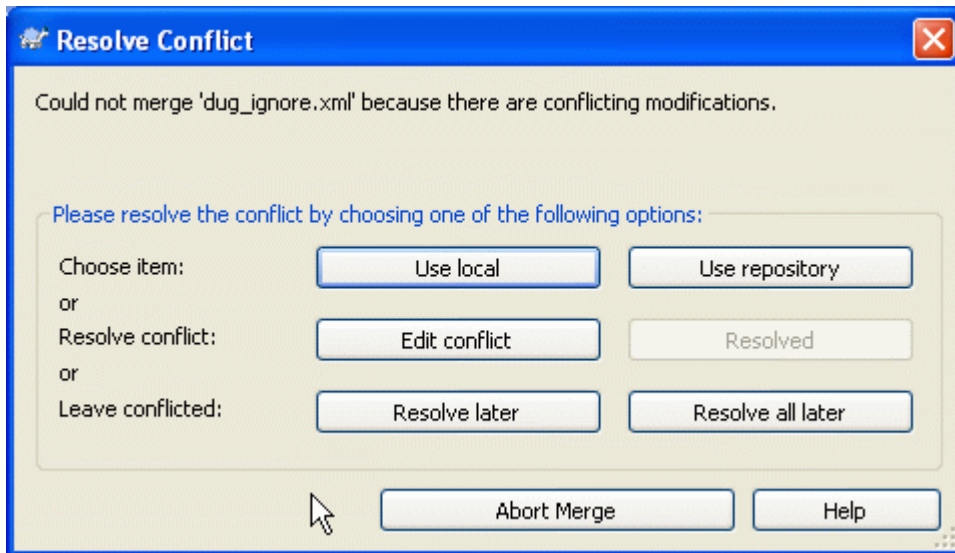 Resolve Conflict
Could not merge 'dug_ignore.xml' because there are conflicting modifications.
Please resolve the conflict by choosing one of the following options:
Choose item: Use local Use repository
or
Resolve conflict: Edit conflict Resolved
or
Leave conflicted: Resolve later Resolve all later
Abort Merge Help